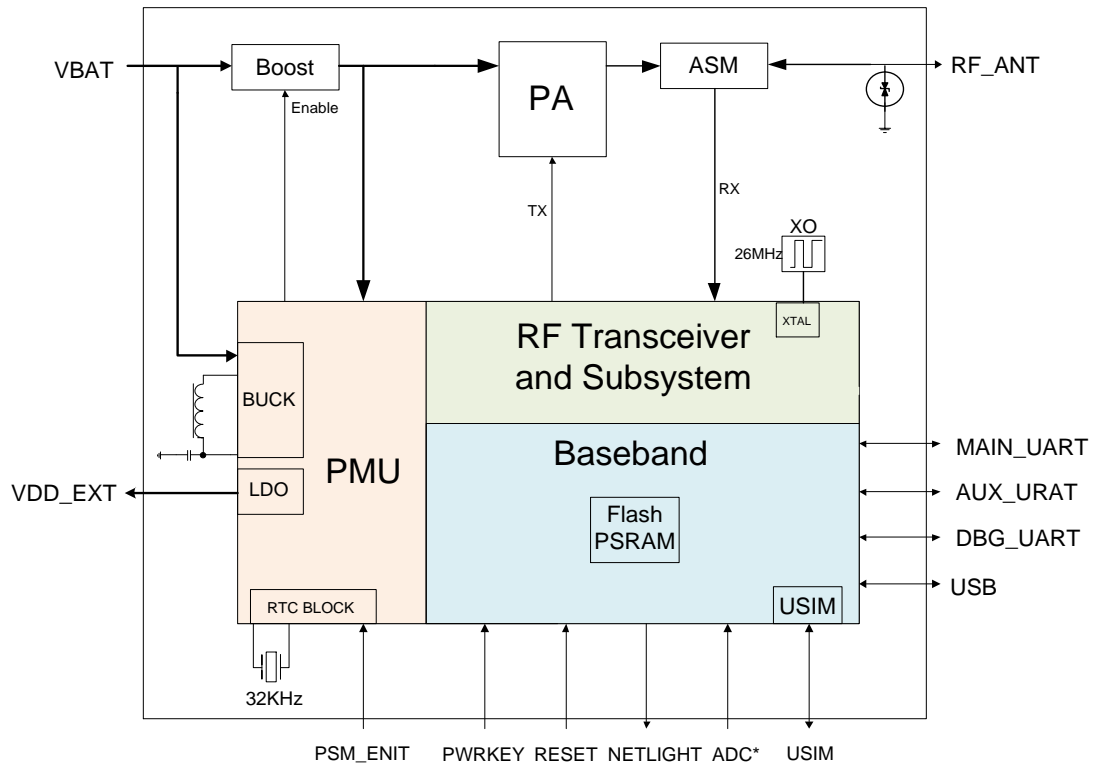 VBAT
Boost
PA
ASM
RF_ANT
Enable
TX
RX
XO
26MHz
XTAL
RF Transceiver
and Subsystem
BUCK
PMU
Baseband
MAIN_UART
LDO
VDD_EXT
AUX_URAT
Flash
PSRAM
DBG_UART
USB
RTC BLOCK
USIM
32KHz
PSM_ENIT
PWRKEY
RESET
NETLIGHT
ADC*
USIM